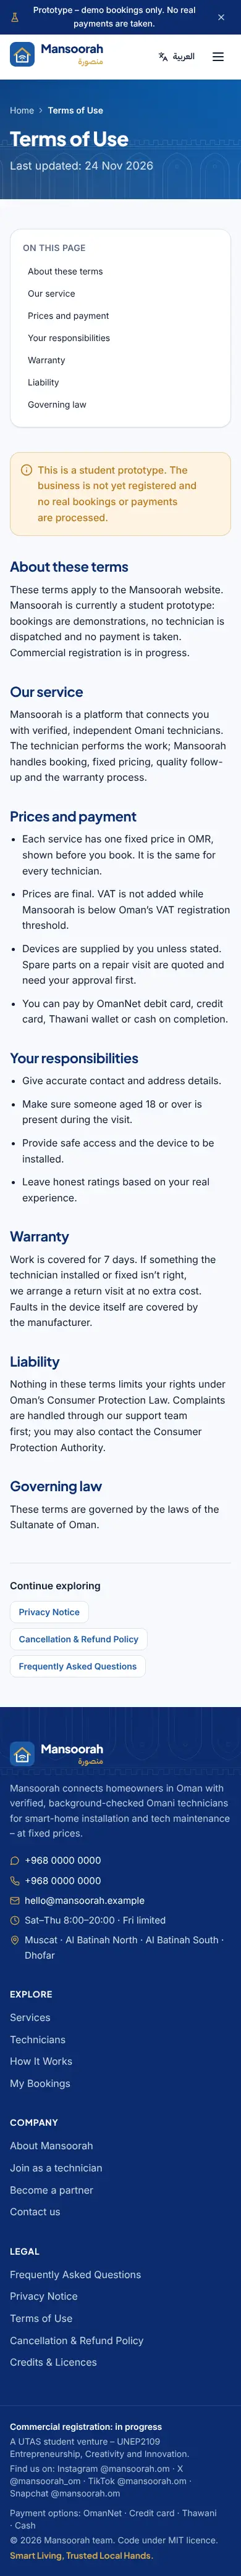 Prototype – demo bookings only. No real
payments are taken.
Mansoorah
منصورة
العربية
Home > Terms of Use
Terms of Use
Last updated: 24 Nov 2026
ON THIS PAGE
About these terms
Our service
Prices and payment
Your responsibilities
Warranty
Liability
Governing law
This is a student prototype. The
business is not yet registered and
no real bookings or payments
are processed.
About these terms
These terms apply to the Mansoorah website.
Mansoorah is currently a student prototype:
bookings are demonstrations, no technician is
dispatched and no payment is taken.
Commercial registration is in progress.
Our service
Mansoorah is a platform that connects you
with verified, independent Omani technicians.
The technician performs the work; Mansoorah
handles booking, fixed pricing, quality follow-
up and the warranty process.
Prices and payment
• Each service has one fixed price in OMR,
shown before you book. It is the same for
every technician.
• Prices are final. VAT is not added while
Mansoorah is below Oman’s VAT registration
threshold.
• Devices are supplied by you unless stated.
Spare parts on a repair visit are quoted and
need your approval first.
• You can pay by OmanNet debit card, credit
card, Thawani wallet or cash on completion.
Your responsibilities
• Give accurate contact and address details.
• Make sure someone aged 18 or over is
present during the visit.
• Provide safe access and the device to be
installed.
• Leave honest ratings based on your real
experience.
Warranty
Work is covered for 7 days. If something the
technician installed or fixed isn’t right,
we arrange a return visit at no extra cost.
Faults in the device itself are covered by
the manufacturer.
Liability
Nothing in these terms limits your rights under
Oman’s Consumer Protection Law. Complaints
are handled through our support team
first; you may also contact the Consumer
Protection Authority.
Governing law
These terms are governed by the laws of the
Sultanate of Oman.
Continue exploring
Privacy Notice
Cancellation & Refund Policy
Frequently Asked Questions
Mansoorah
منصورة
Mansoorah connects homeowners in Oman with
verified, background-checked Omani technicians
for smart-home installation and tech maintenance
– at fixed prices.
+968 0000 0000
+968 0000 0000
hello@mansoorah.example
Sat–Thu 8:00–20:00 · Fri limited
Muscat · Al Batinah North · Al Batinah South ·
Dhofar
EXPLORE
Services
Technicians
How It Works
My Bookings
COMPANY
About Mansoorah
Join as a technician
Become a partner
Contact us
LEGAL
Frequently Asked Questions
Privacy Notice
Terms of Use
Cancellation & Refund Policy
Credits & Licences
Commercial registration: in progress
A UTAS student venture – UNEP2109
Entrepreneurship, Creativity and Innovation.
Find us on: Instagram @mansoorah.om · X
@mansoorah_om · TikTok @mansoorah.om ·
Snapchat @mansoorah.om
Payment options: OmanNet · Credit card · Thawani
· Cash
© 2026 Mansoorah team. Code under MIT licence.
Smart Living, Trusted Local Hands.